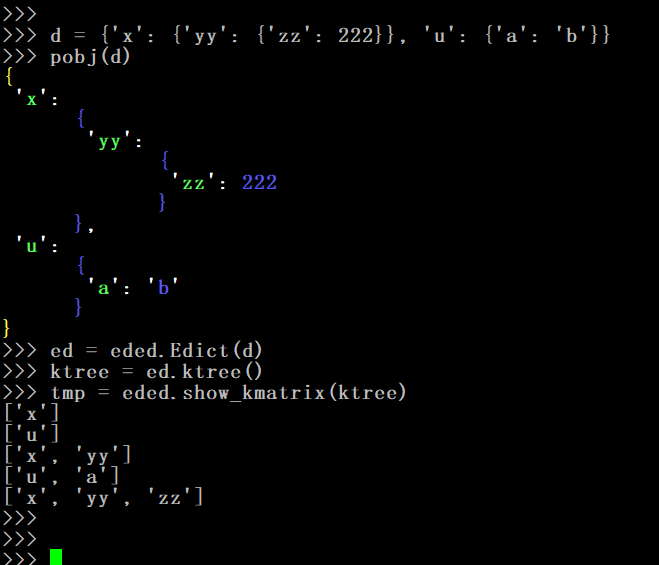 >>>
>>> d = {'x': {'yy': {'zz': 222}}, 'u': {'a': 'b'}}
>>> pobj(d)
{
 'x':
      {
       'yy':
             {
              'zz': 222
             }
      },
 'u':
      {
       'a': 'b'
      }
}
>>> ed = eded.Edict(d)
>>> ktree = ed.ktree()
>>> tmp = eded.show_kmatrix(ktree)
['x']
['u']
['x', 'yy']
['u', 'a']
['x', 'yy', 'zz']
>>>
>>>
>>>